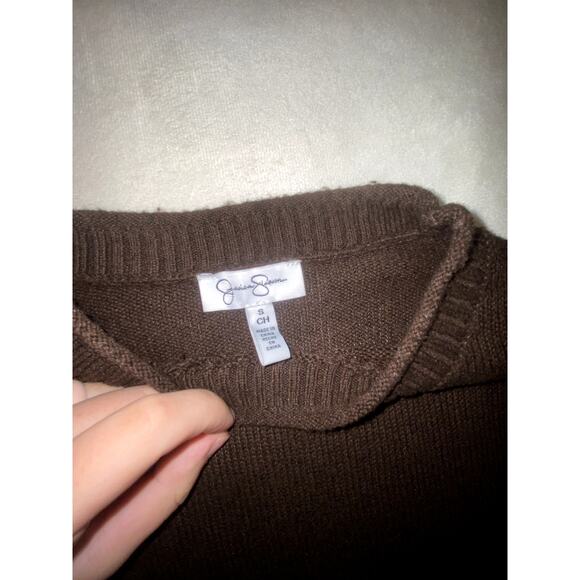 Jessica Simpson
S
CH
MADE IN
CHINA
HECHO
EN
CHINA